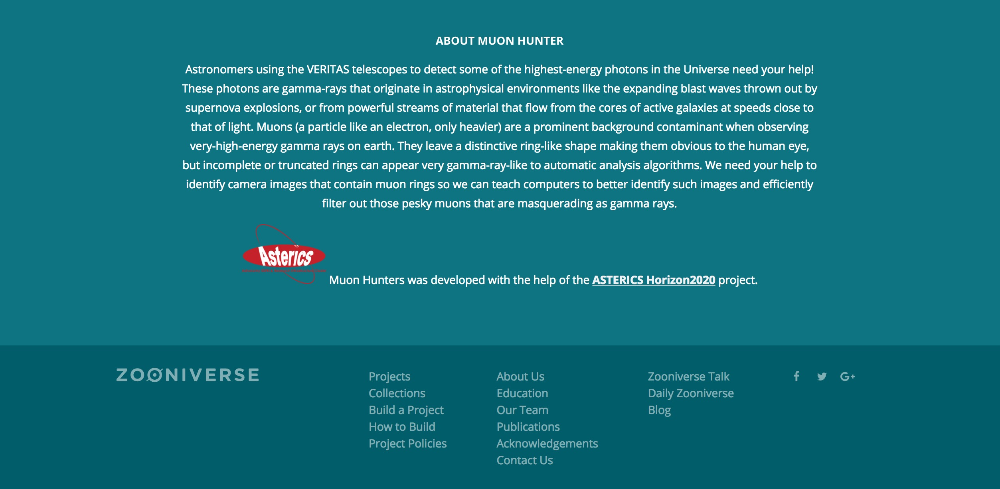 ABOUT MUON HUNTER
Astronomers using the VERITAS telescopes to detect some of the highest-energy photons in the Universe need your help!
These photons are gamma-rays that originate in astrophysical environments like the expanding blast waves thrown out by
supernova explosions, or from powerful streams of material that flow from the cores of active galaxies at speeds close to
that of light. Muons (a particle like an electron, only heavier) are a prominent background contaminant when observing
very-high-energy gamma rays on earth. They leave a distinctive ring-like shape making them obvious to the human eye,
but incomplete or truncated rings can appear very gamma-ray-like to automatic analysis algorithms. We need your help to
identify camera images that contain muon rings so we can teach computers to better identify such images and efficiently
filter out those pesky muons that are masquerading as gamma rays.
Asterics
Muon Hunters was developed with the help of the ASTERICS Horizon2020 project.
ZOONIVERSE
Projects
Collections
Build a Project
How to Build
Project Policies
About Us
Education
Our Team
Publications
Acknowledgements
Contact Us
Zooniverse Talk
Daily Zooniverse
Blog
G+